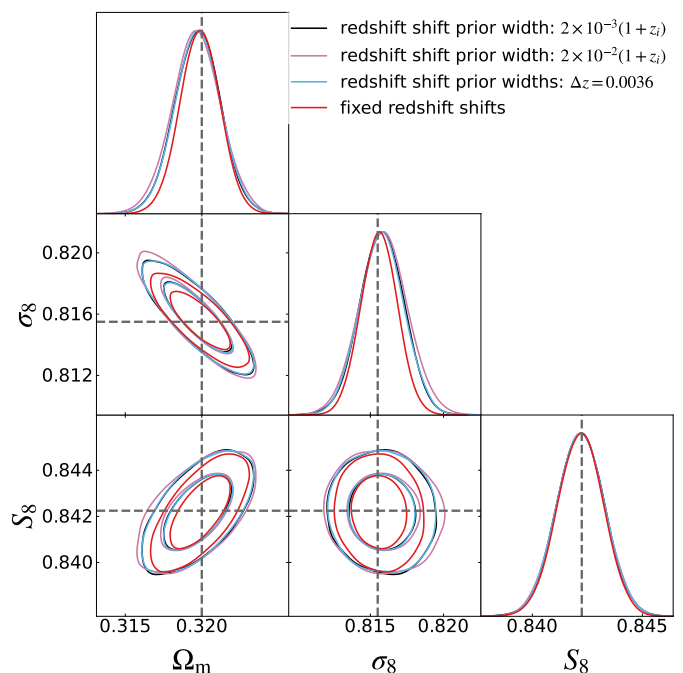 redshift shift prior width: 2 × 10⁻³(1+zᵢ)
redshift shift prior width: 2 × 10⁻²(1+zᵢ)
redshift shift prior widths: Δz = 0.0036
fixed redshift shifts
0.820
0.816
0.812
σ₈
0.844
0.842
0.840
S₈
0.315 0.320
0.815 0.820
0.840 0.845
Ωₘ
σ₈
S₈